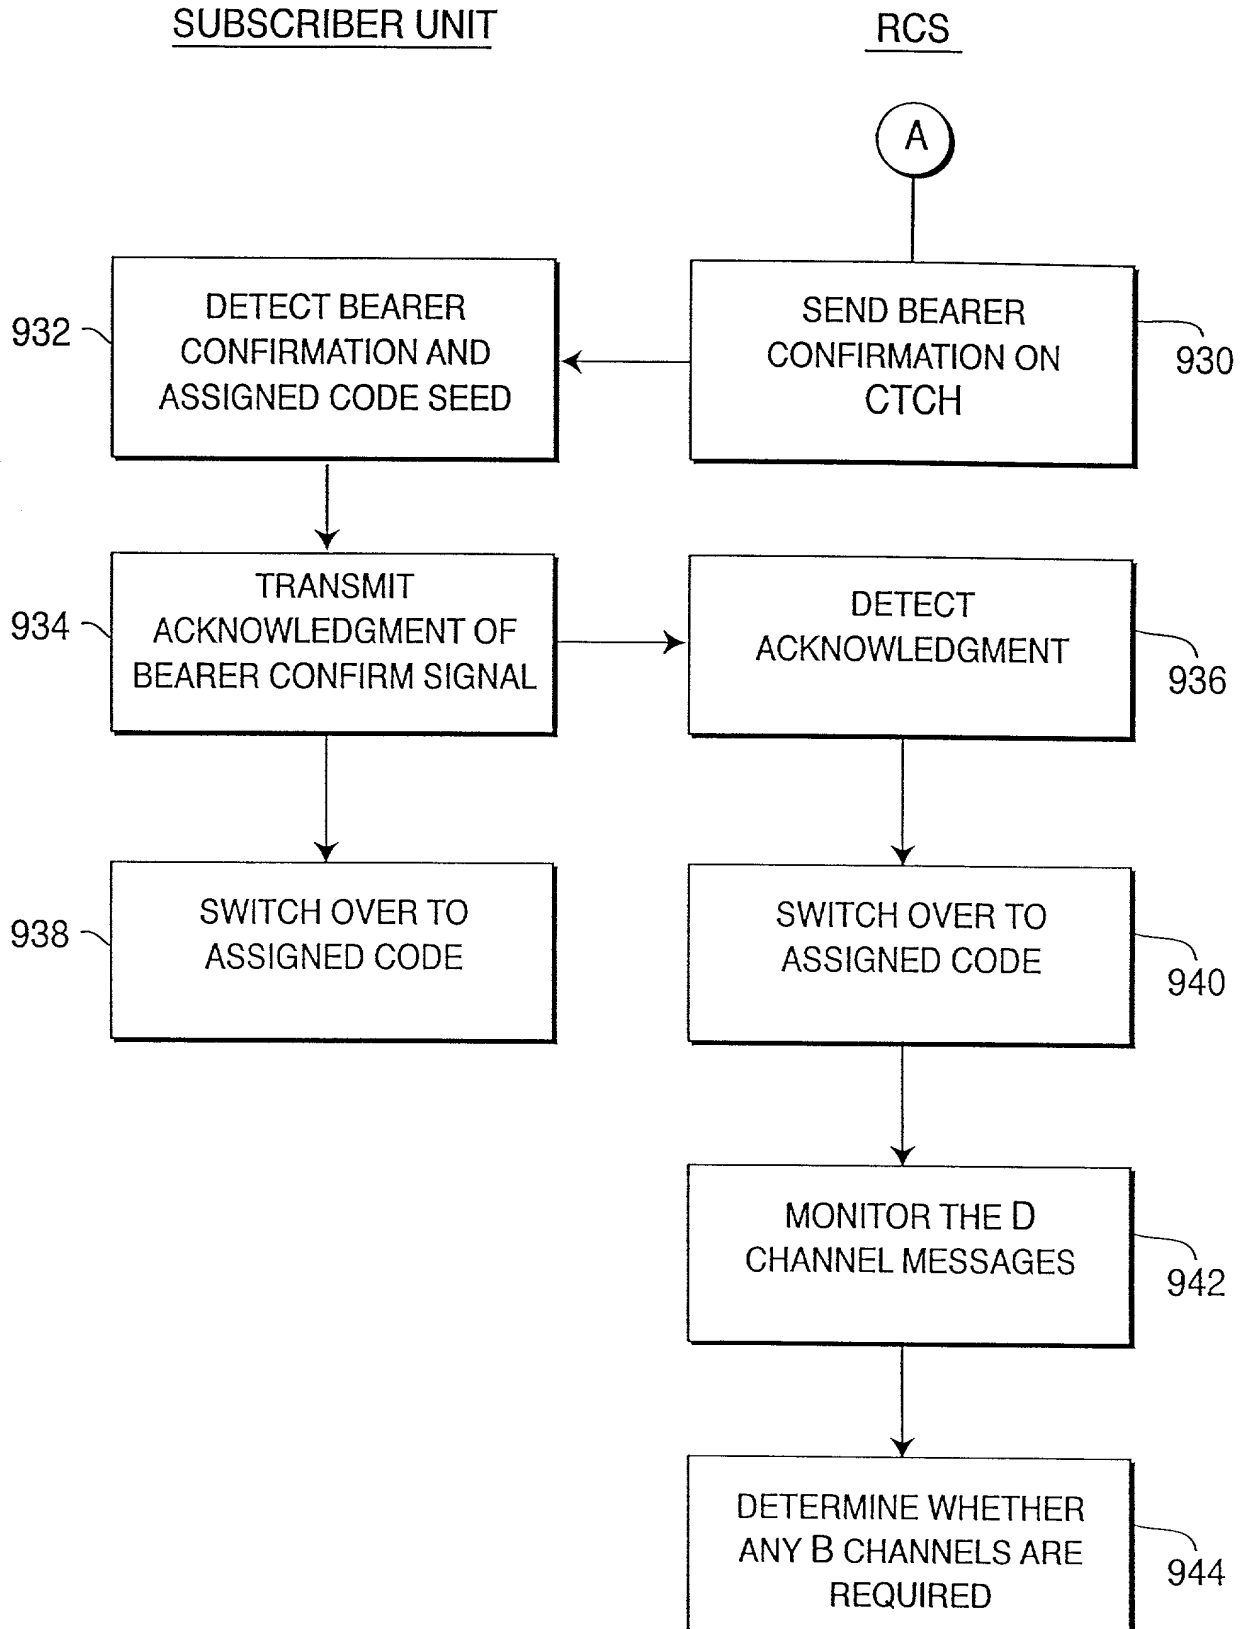 SUBSCRIBER UNIT
RCS
A
932
DETECT BEARER
CONFIRMATION AND
ASSIGNED CODE SEED
SEND BEARER
CONFIRMATION ON
CTCH
930
934
TRANSMIT
ACKNOWLEDGMENT OF
BEARER CONFIRM SIGNAL
DETECT
ACKNOWLEDGMENT
936
938
SWITCH OVER TO
ASSIGNED CODE
SWITCH OVER TO
ASSIGNED CODE
940
MONITOR THE D
CHANNEL MESSAGES
942
DETERMINE WHETHER
ANY B CHANNELS ARE
REQUIRED
944